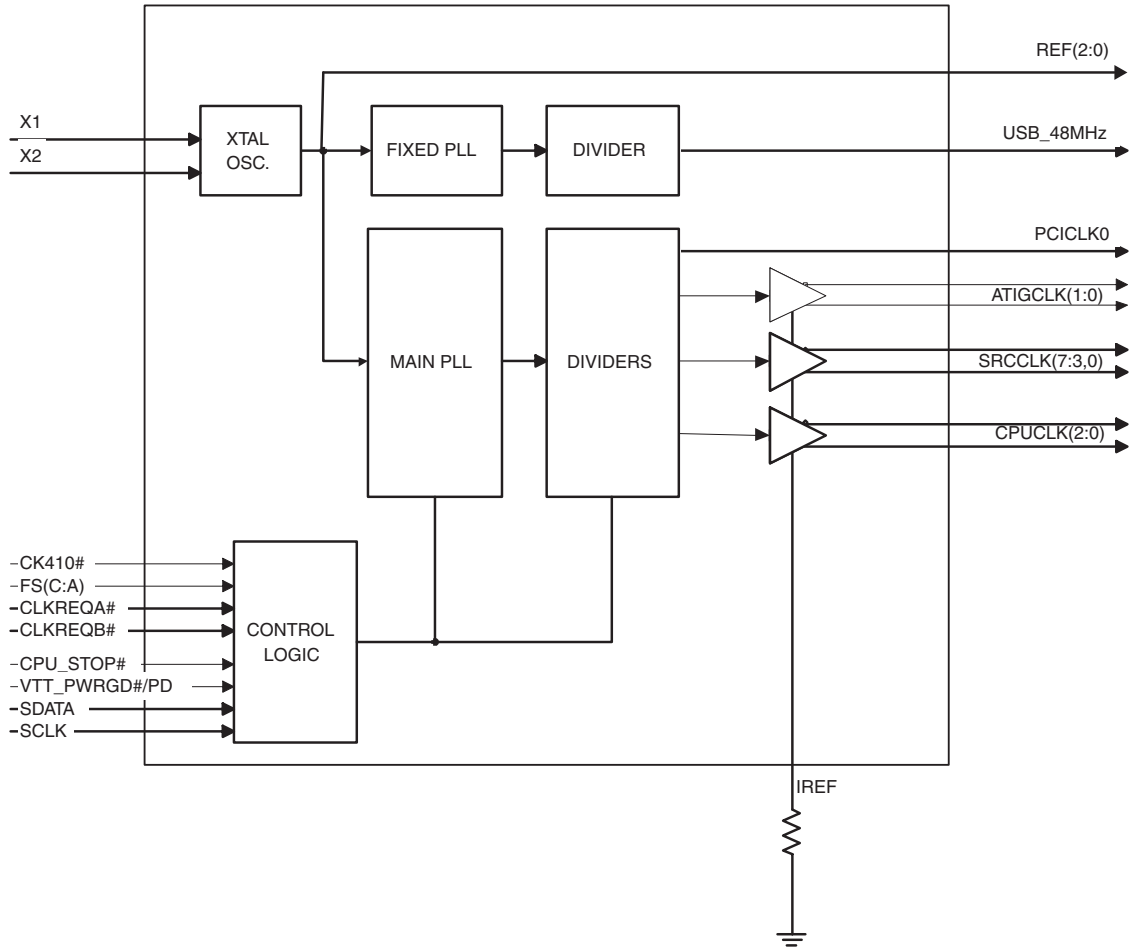 REF(2:0)
X1
X2
XTAL
OSC.
FIXED PLL
DIVIDER
USB_48MHz
PCICLK0
ATIGCLK(1:0)
MAIN PLL
DIVIDERS
SRCCLK(7:3,0)
CPUCLK(2:0)
CK410#
FS(C:A)
CLKREQA#
CLKREQB#
CPU_STOP#
VTT_PWRGD#/PD
SDATA
SCLK
CONTROL
LOGIC
IREF